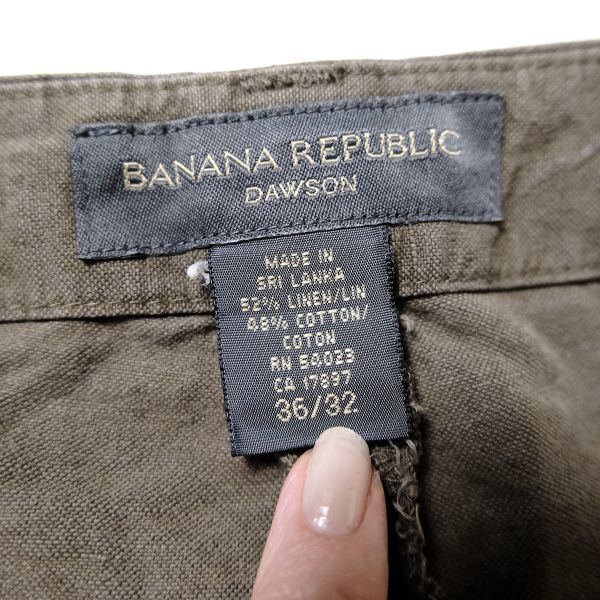 BANANA REPUBLIC
DAWSON
MADE IN
SRI LANKA
52% LINEN/LIN
48% COTTON/
COTON
RN 54023
CA 17897
36/32